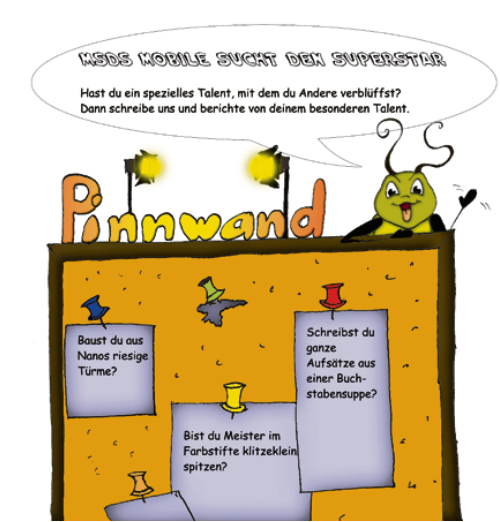 MSDS MOBILE SUCHT DEN SUPERSTAR
Hast du ein spezielles Talent, mit dem du Andere verblüffst?
Dann schreibe uns und berichte von deinem besonderen Talent.
Pinnwand
Baust du aus
Nanos riesige
Türme?
Schreibst du
ganze
Aufsätze aus
einer Buch-
stabensuppe?
Bist du Meister im
Farbstifte klitzeklein
spitzen?